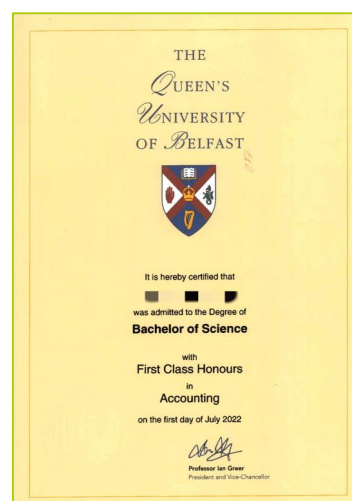 THE
QUEEN'S
UNIVERSITY
OF BELFAST
It is hereby certified that
was admitted to the Degree of
Bachelor of Science
with
First Class Honours
in
Accounting
on the first day of July 2022
Professor Ian Greer
President and Vice-Chancellor